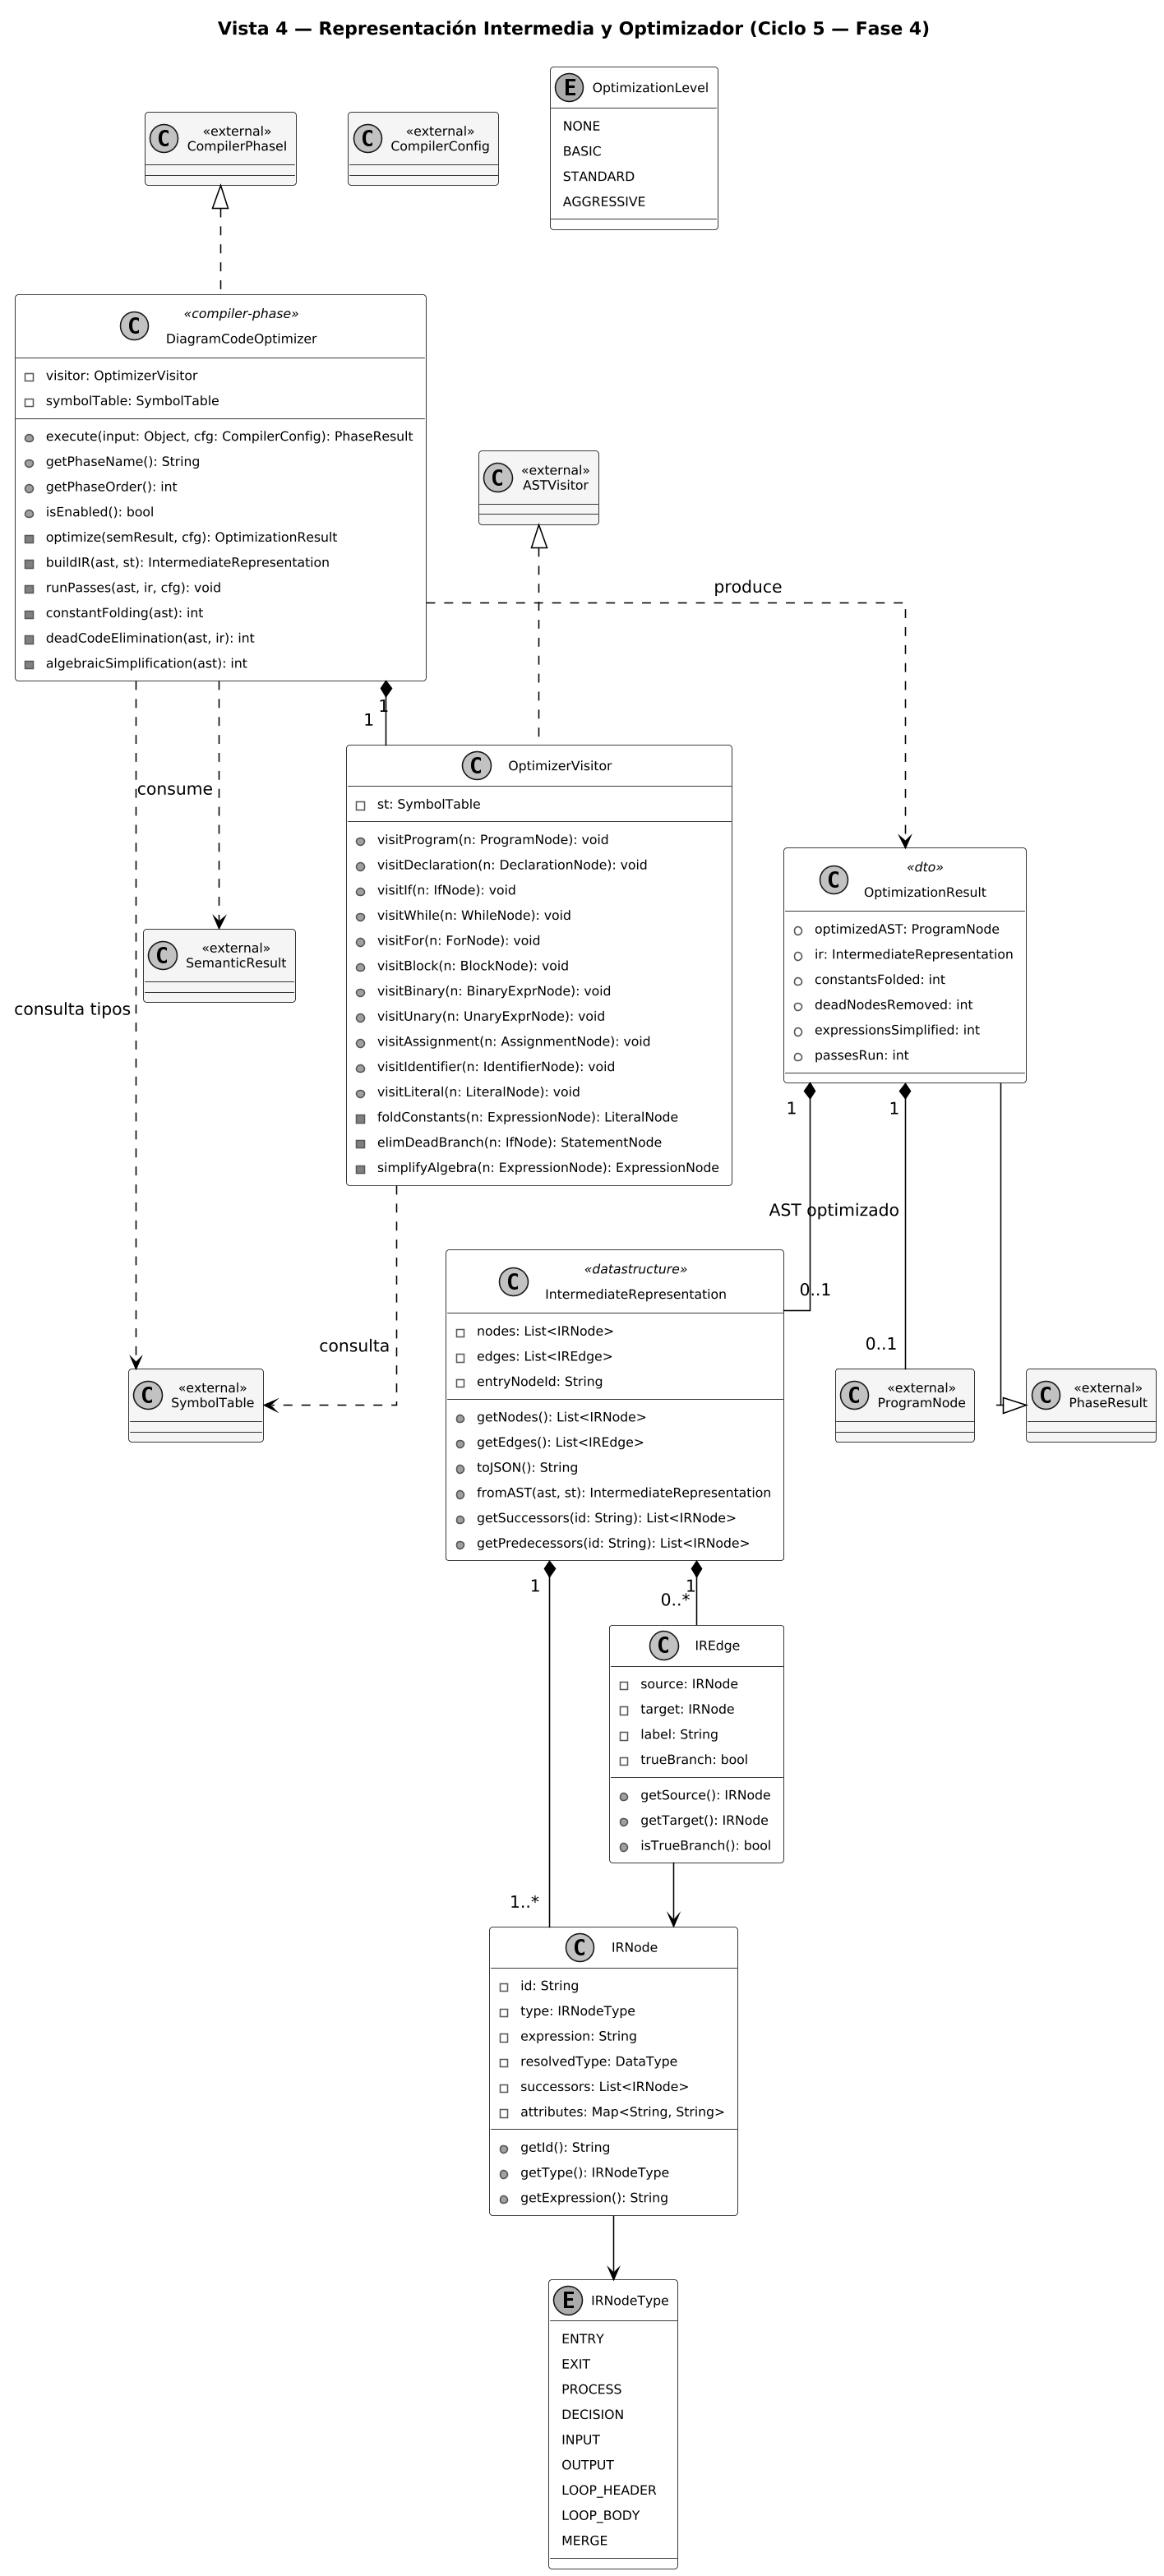 Vista 4 — Representación Intermedia y Optimizador (Ciclo 5 — Fase 4)
E OptimizationLevel
NONE
BASIC
STANDARD
AGGRESSIVE
C «external»
CompilerPhaseI
C «external»
CompilerConfig
«compiler-phase»
C DiagramCodeOptimizer
visitor: OptimizerVisitor
symbolTable: SymbolTable
execute(input: Object, cfg: CompilerConfig): PhaseResult
getPhaseName(): String
getPhaseOrder(): int
isEnabled(): bool
optimize(semResult, cfg): OptimizationResult
buildIR(ast, st): IntermediateRepresentation
runPasses(ast, ir, cfg): void
constantFolding(ast): int
deadCodeElimination(ast, ir): int
algebraicSimplification(ast): int
C «external»
ASTVisitor
produce
1
1
consume
consulta tipos
C OptimizerVisitor
st: SymbolTable
visitProgram(n: ProgramNode): void
visitDeclaration(n: DeclarationNode): void
visitIf(n: IfNode): void
visitWhile(n: WhileNode): void
visitFor(n: ForNode): void
visitBlock(n: BlockNode): void
visitBinary(n: BinaryExprNode): void
visitUnary(n: UnaryExprNode): void
visitAssignment(n: AssignmentNode): void
visitIdentifier(n: IdentifierNode): void
visitLiteral(n: LiteralNode): void
foldConstants(n: ExpressionNode): LiteralNode
elimDeadBranch(n: IfNode): StatementNode
simplifyAlgebra(n: ExpressionNode): ExpressionNode
C «external»
SemanticResult
«dto»
C OptimizationResult
optimizedAST: ProgramNode
ir: IntermediateRepresentation
constantsFolded: int
deadNodesRemoved: int
expressionsSimplified: int
passesRun: int
1
1
AST optimizado
0..1
0..1
consulta
«datastructure»
C IntermediateRepresentation
nodes: List<IRNode>
edges: List<IREdge>
entryNodeId: String
getNodes(): List<IRNode>
getEdges(): List<IREdge>
toJSON(): String
fromAST(ast, st): IntermediateRepresentation
getSuccessors(id: String): List<IRNode>
getPredecessors(id: String): List<IRNode>
C «external»
SymbolTable
C «external»
ProgramNode
C «external»
PhaseResult
1
1
0..*
C IREdge
source: IRNode
target: IRNode
label: String
trueBranch: bool
getSource(): IRNode
getTarget(): IRNode
isTrueBranch(): bool
1..*
C IRNode
id: String
type: IRNodeType
expression: String
resolvedType: DataType
successors: List<IRNode>
attributes: Map<String, String>
getId(): String
getType(): IRNodeType
getExpression(): String
E IRNodeType
ENTRY
EXIT
PROCESS
DECISION
INPUT
OUTPUT
LOOP_HEADER
LOOP_BODY
MERGE